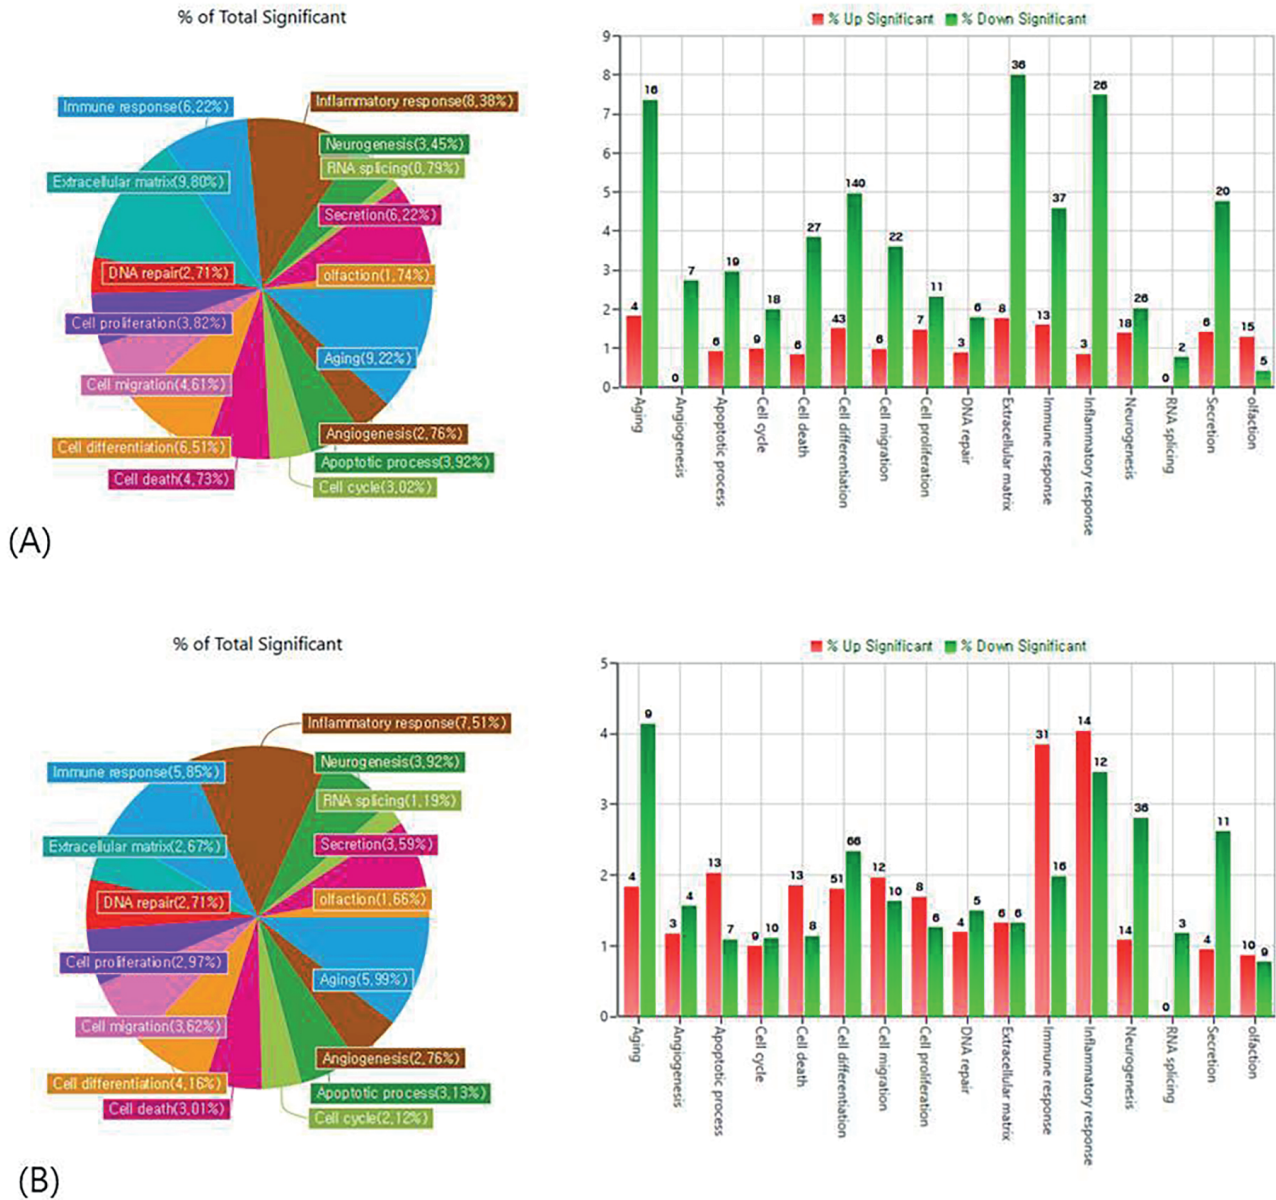 % of Total Significant
Immune response(6,22%)
Inflammatory response(8,38%)
Neurogenesis(3,45%)
RNA splicing(0,79%)
Extracellular matrix(9,80%)
Secretion(6,22%)
DNA repair(2,71%)
olfaction(1,74%)
Cell proliferation(3,82%)
Aging(9,22%)
Cell migration(4,61%)
Angiogenesis(2,76%)
Cell differentiation(6,51%)
Apoptotic process(3,92%)
Cell death(4,73%)
Cell cycle(3,02%)
% Up Significant % Down Significant
9
8
7
6
5
4
3
2
1
0
4 16
0 7
6 19
9 18
6 27
43 140
6 22
7 11
3 6
8 36
13 37
3 26
18 26
0 2
6 20
15 5
Aging
Angiogenesis
Apoptotic process
Cell cycle
Cell death
Cell differentiation
Cell migration
Cell proliferation
DNA repair
Extracellular matrix
Immune response
Inflammatory response
Neurogenesis
RNA splicing
Secretion
olfaction
(A)
% of Total Significant
Inflammatory response(7,51%)
Neurogenesis(3,92%)
Immune response(5,85%)
RNA splicing(1,19%)
Extracellular matrix(2,67%)
Secretion(3,59%)
DNA repair(2,71%)
olfaction(1,66%)
Cell proliferation(2,97%)
Aging(5,99%)
Cell migration(3,62%)
Angiogenesis(2,76%)
Cell differentiation(4,16%)
Apoptotic process(3,13%)
Cell death(3,01%)
Cell cycle(2,12%)
% Up Significant % Down Significant
5
4
3
2
1
0
4 9
3 4
13 7
9 10
13 8
51 66
12 10
8 6
4 5
6 6
31 16
14 12
14 36
0 3
4 11
10 9
Aging
Angiogenesis
Apoptotic process
Cell cycle
Cell death
Cell differentiation
Cell migration
Cell proliferation
DNA repair
Extracellular matrix
Immune response
Inflammatory response
Neurogenesis
RNA splicing
Secretion
olfaction
(B)